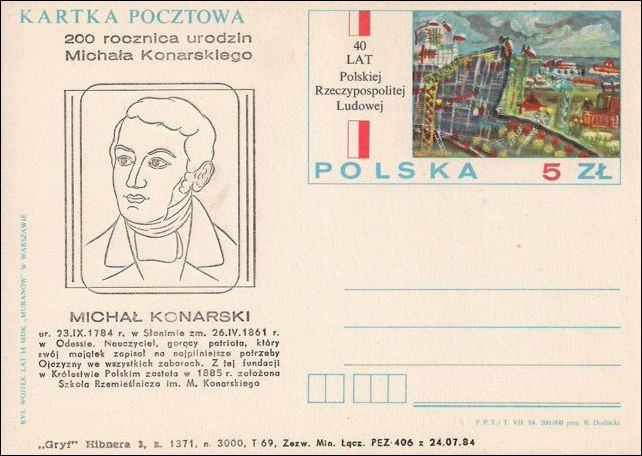 KARTKA POCZTOWA
200 rocznica urodzin
Michała Konarskiego
40
LAT
Polskiej
Rzeczypospolitej
Ludowej
POLSKA 5 ZŁ
MICHAŁ KONARSKI
ur. 23.IX.1784 r. w Słonimie zm. 26.IV.1861 r.
w Odessie. Nauczyciel, gorący patriota, który
swój majątek zapisał na najpilniejsze potrzeby
Ojczyzny we wszystkich zaborach. Z tej fundacji
w Królestwie Polskim została w 1885 r. założona
Szkoła Rzemieślnicza im. M. Konarskiego
RYS. WOJTEK LAT 14 MDK „MURANÓW" W WARSZAWIE
P.P.T. i T. VII. 84. 300.000 proj. B.
„Gryf" Hibnera 3, z. 1371, n. 3000, T-69, Zezw. Min. Łącz. PEZ-406 z 24.07.84